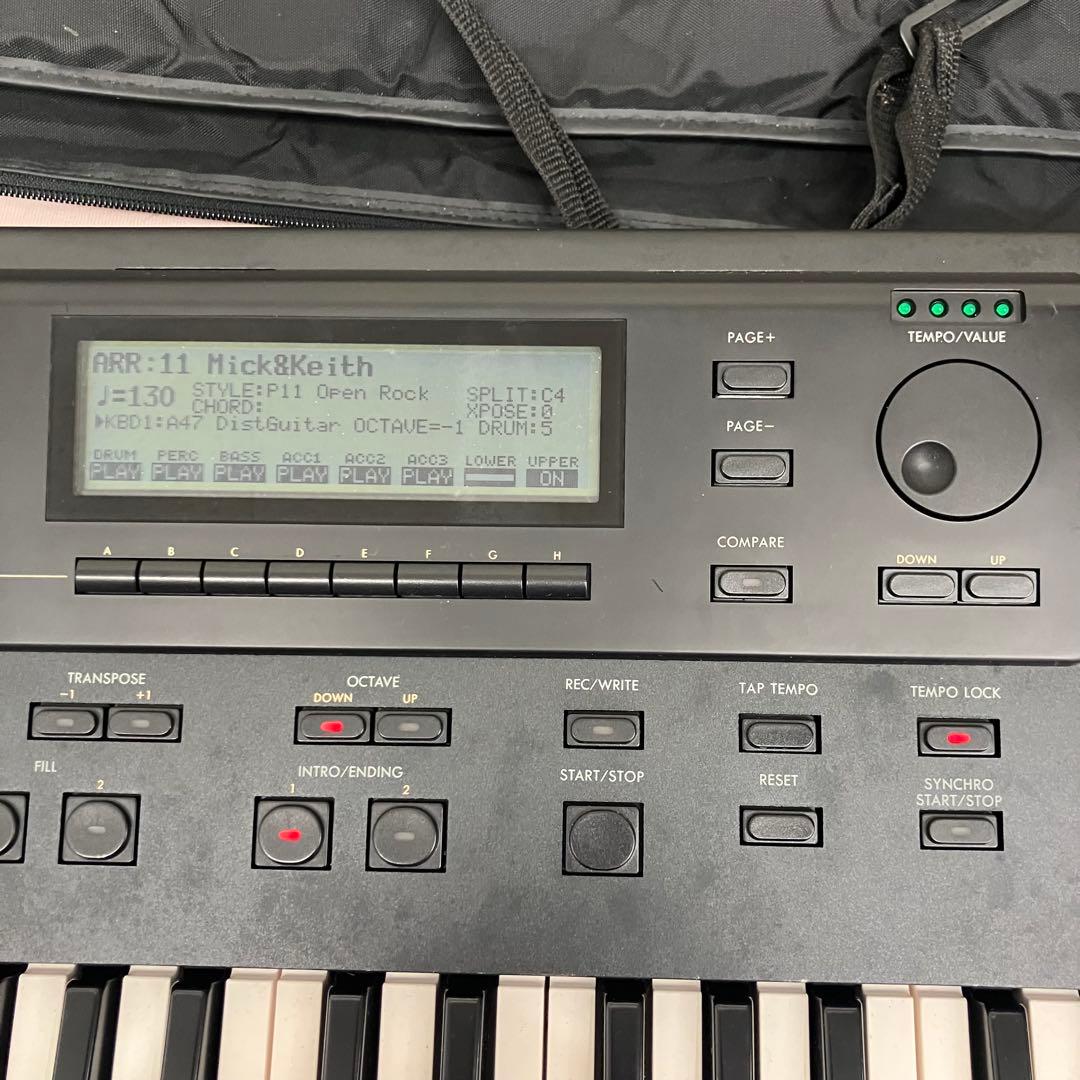 ARR:11 Mick&Keith
♩=130 STYLE:P11 Open Rock SPLIT:C4
CHORD: XPOSE:0
▶KBD1:A47 DistGuitar OCTAVE=-1 DRUM:5
DRUM PERC BASS ACC1 ACC2 ACC3 LOWER UPPER
PLAY PLAY PLAY PLAY PLAY PLAY ON
A B C D E F G H
PAGE+
PAGE-
COMPARE
TEMPO/VALUE
DOWN UP
TRANSPOSE
-1 +1
OCTAVE
DOWN UP
REC/WRITE
TAP TEMPO
TEMPO LOCK
FILL
2
INTRO/ENDING
1 2
START/STOP
RESET
SYNCHRO
START/STOP